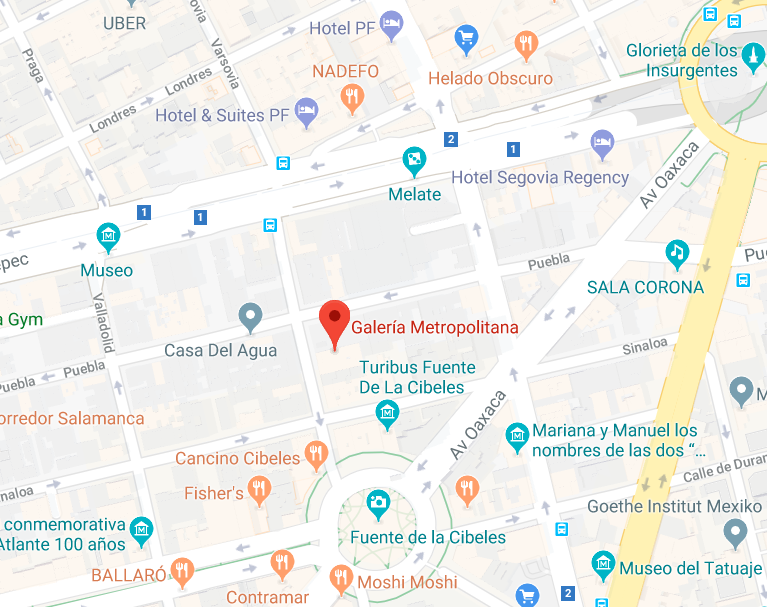 UBER
Hotel PF
Glorieta de los
Insurgentes
Praga
Varsovia
Londres
NADEFO
Helado Obscuro
Londres
Hotel & Suites PF
2
1
Melate
Hotel Segovia Regency
Av Oaxaca
1
1
pec
Museo
Puebla
SALA CORONA
Pu
a Gym
Valladolid
Galería Metropolitana
Casa Del Agua
Sinaloa
Puebla
Puebla
Turibus Fuente
De La Cibeles
M
orredor Salamanca
Av Oaxaca
Mariana y Manuel los
nombres de las dos “...
Cancino Cibeles
Calle de Duran
Sinaloa
Fisher's
Goethe Institut Mexiko
conmemorativa
Atlante 100 años
Fuente de la Cibeles
BALLARÓ
Moshi Moshi
Museo del Tatuaje
Contramar
2